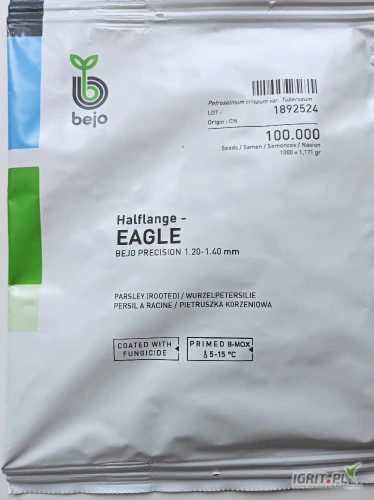 bejo
Petroselinum crispum var. Tuberosum
LOT: 1892524
Origin: CN
100.000
Seeds / Samen / Semences / Nasion
1000 = 1,171 gr
Halflange -
EAGLE
BEJO PRECISION 1.20-1.40 mm
PARSLEY (ROOTED) / WURZELPETERSILIE
PERSIL A RACINE / PIETRUSZKA KORZENIOWA
COATED WITH
FUNGICIDE
PRIMED B-MOX
5-15 °C
IGRIT.PL